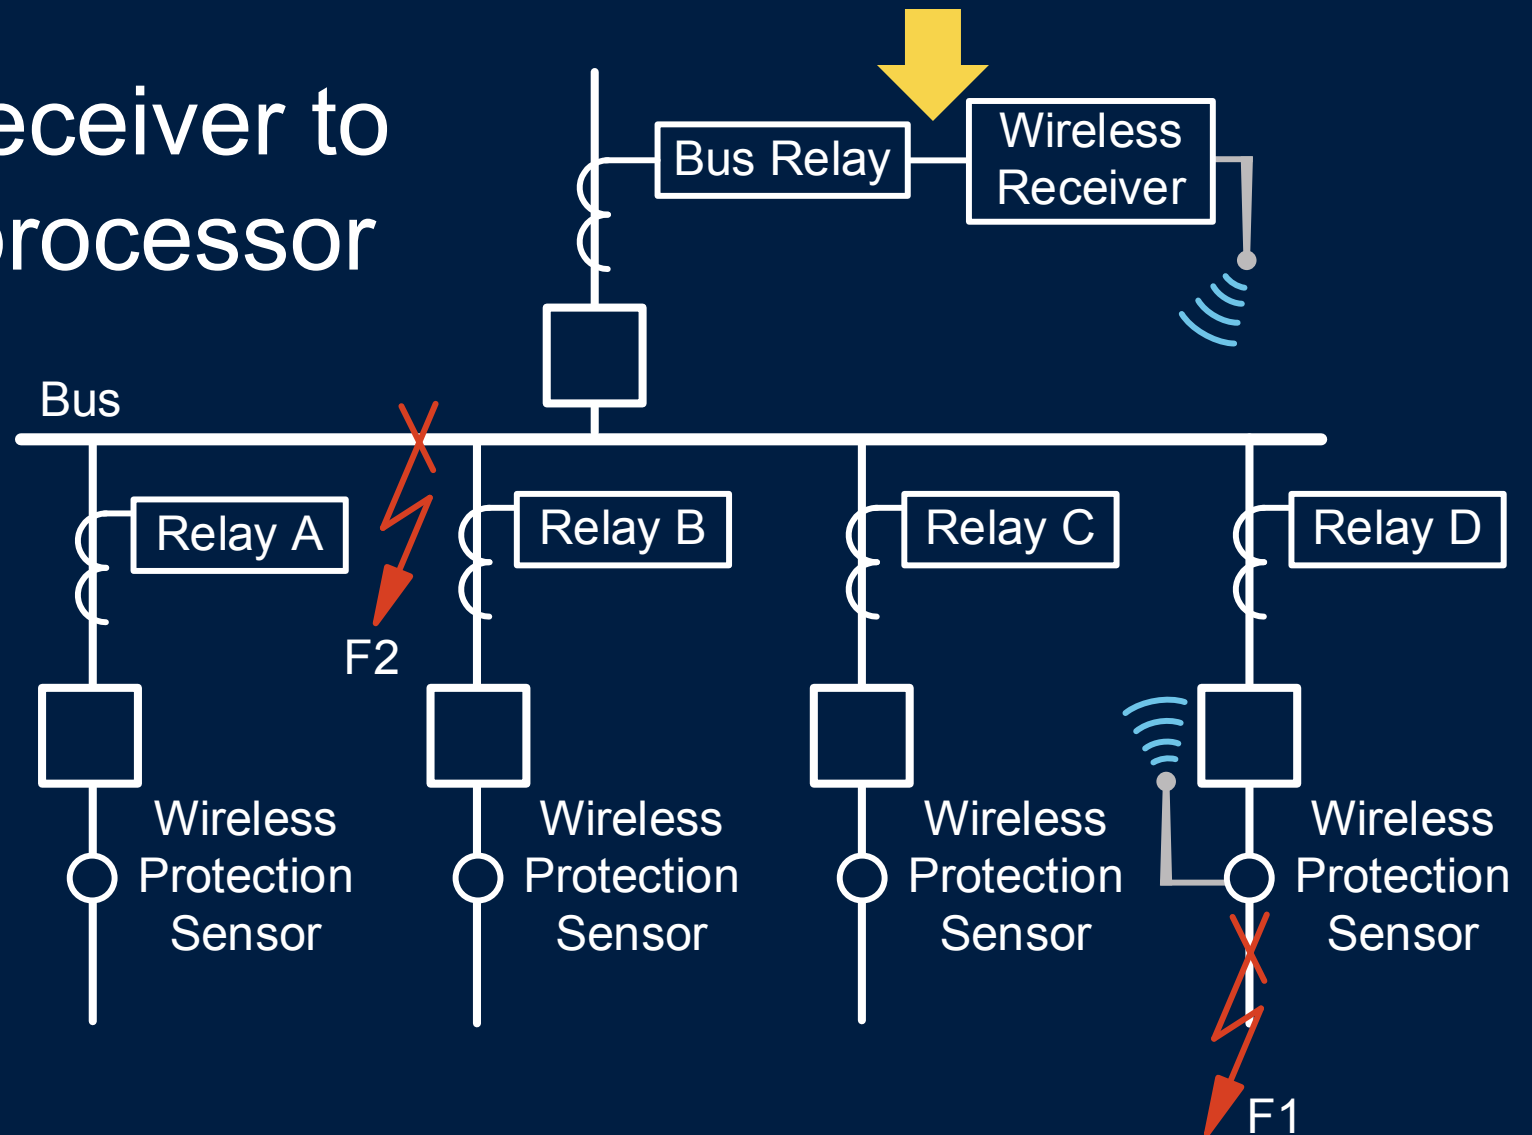 eceiver to
processor
Bus Relay
Wireless
Receiver
Bus
Relay A
Relay B
Relay C
Relay D
F2
Wireless
Protection
Sensor
Wireless
Protection
Sensor
Wireless
Protection
Sensor
Wireless
Protection
Sensor
F1